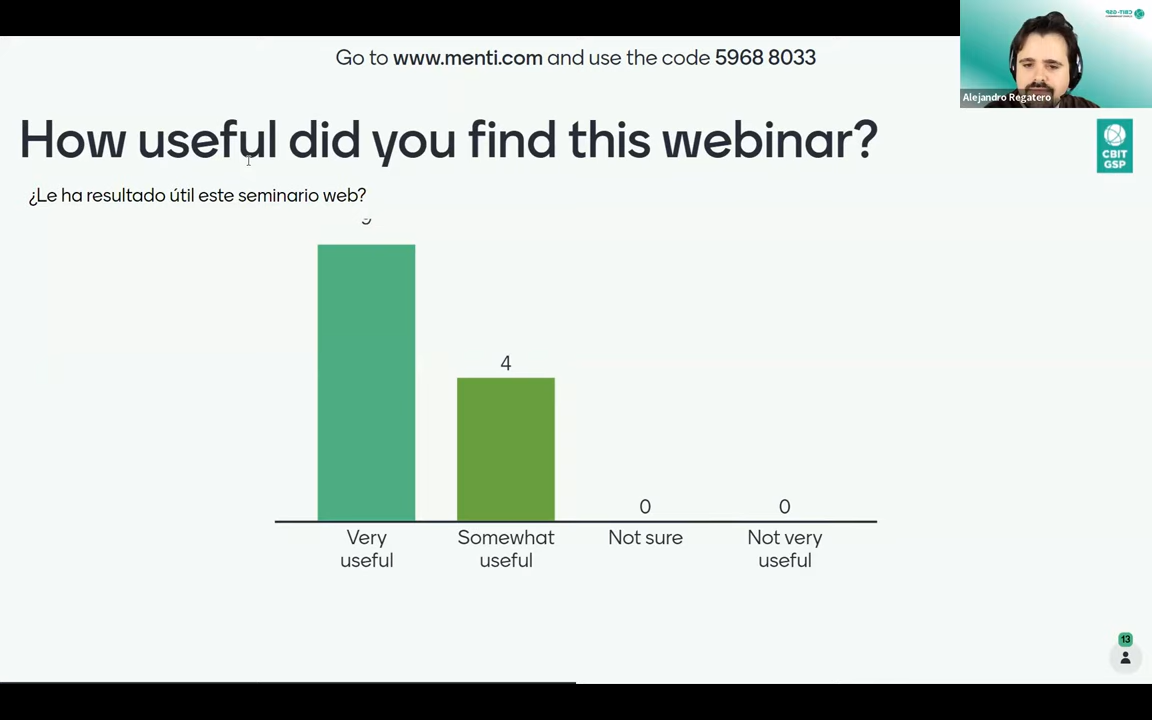 Go to www.menti.com and use the code 5968 8033
Alejandro Regatero
How useful did you find this webinar?
CBIT
GSP
¿Le ha resultado útil este seminario web?
4
0
0
Very useful
Somewhat useful
Not sure
Not very useful
13